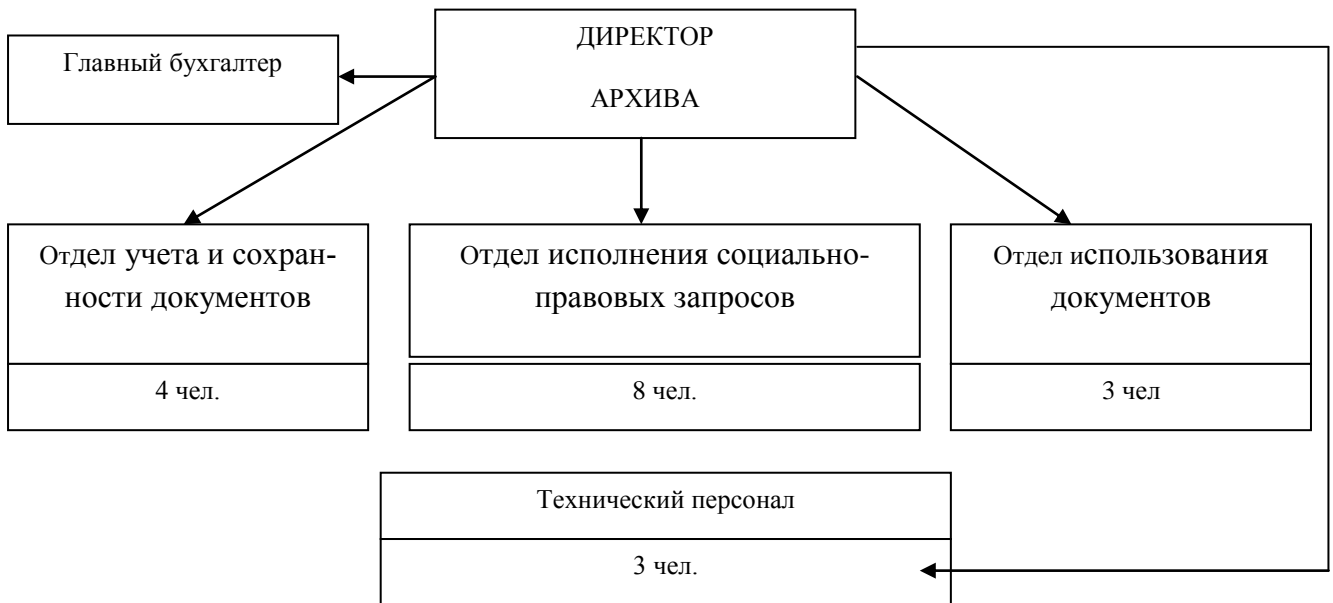 ДИРЕКТОР
АРХИВА
Главный бухгалтер
Отдел учета и сохран-
ности документов
4 чел.
Отдел исполнения социально-
правовых запросов
8 чел.
Отдел использования
документов
3 чел
Технический персонал
3 чел.